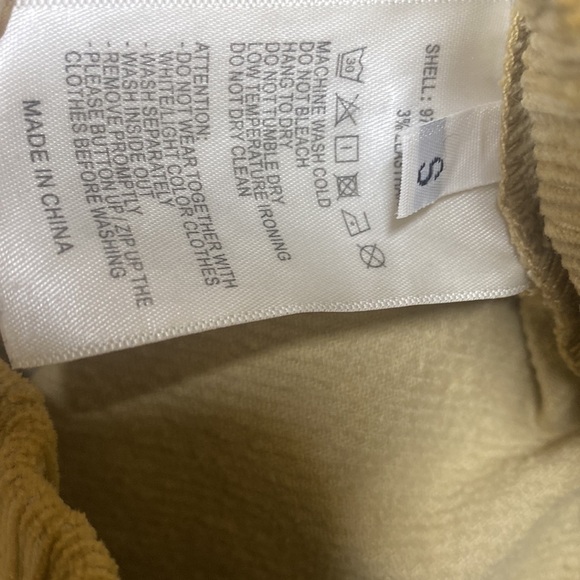 SHELL: 9
3%
S
30
MACHINE WASH COLD
DO NOT BLEACH
HANG TO DRY
DO NOT TUMBLE DRY
LOW TEMPERATURE IRONING
DO NOT DRY CLEAN
ATTENTION,
-DO NOT WEAR TOGETHER WITH
WHITE/LIGHT COLOR CLOTHES
-WASH SEPARATELY
-WASH INSIDE OUT
-REMOVE PROMPTLY
-PLEASE BUTTON UP / ZIP UP THE
CLOTHES BEFORE WASHING
MADE IN CHINA